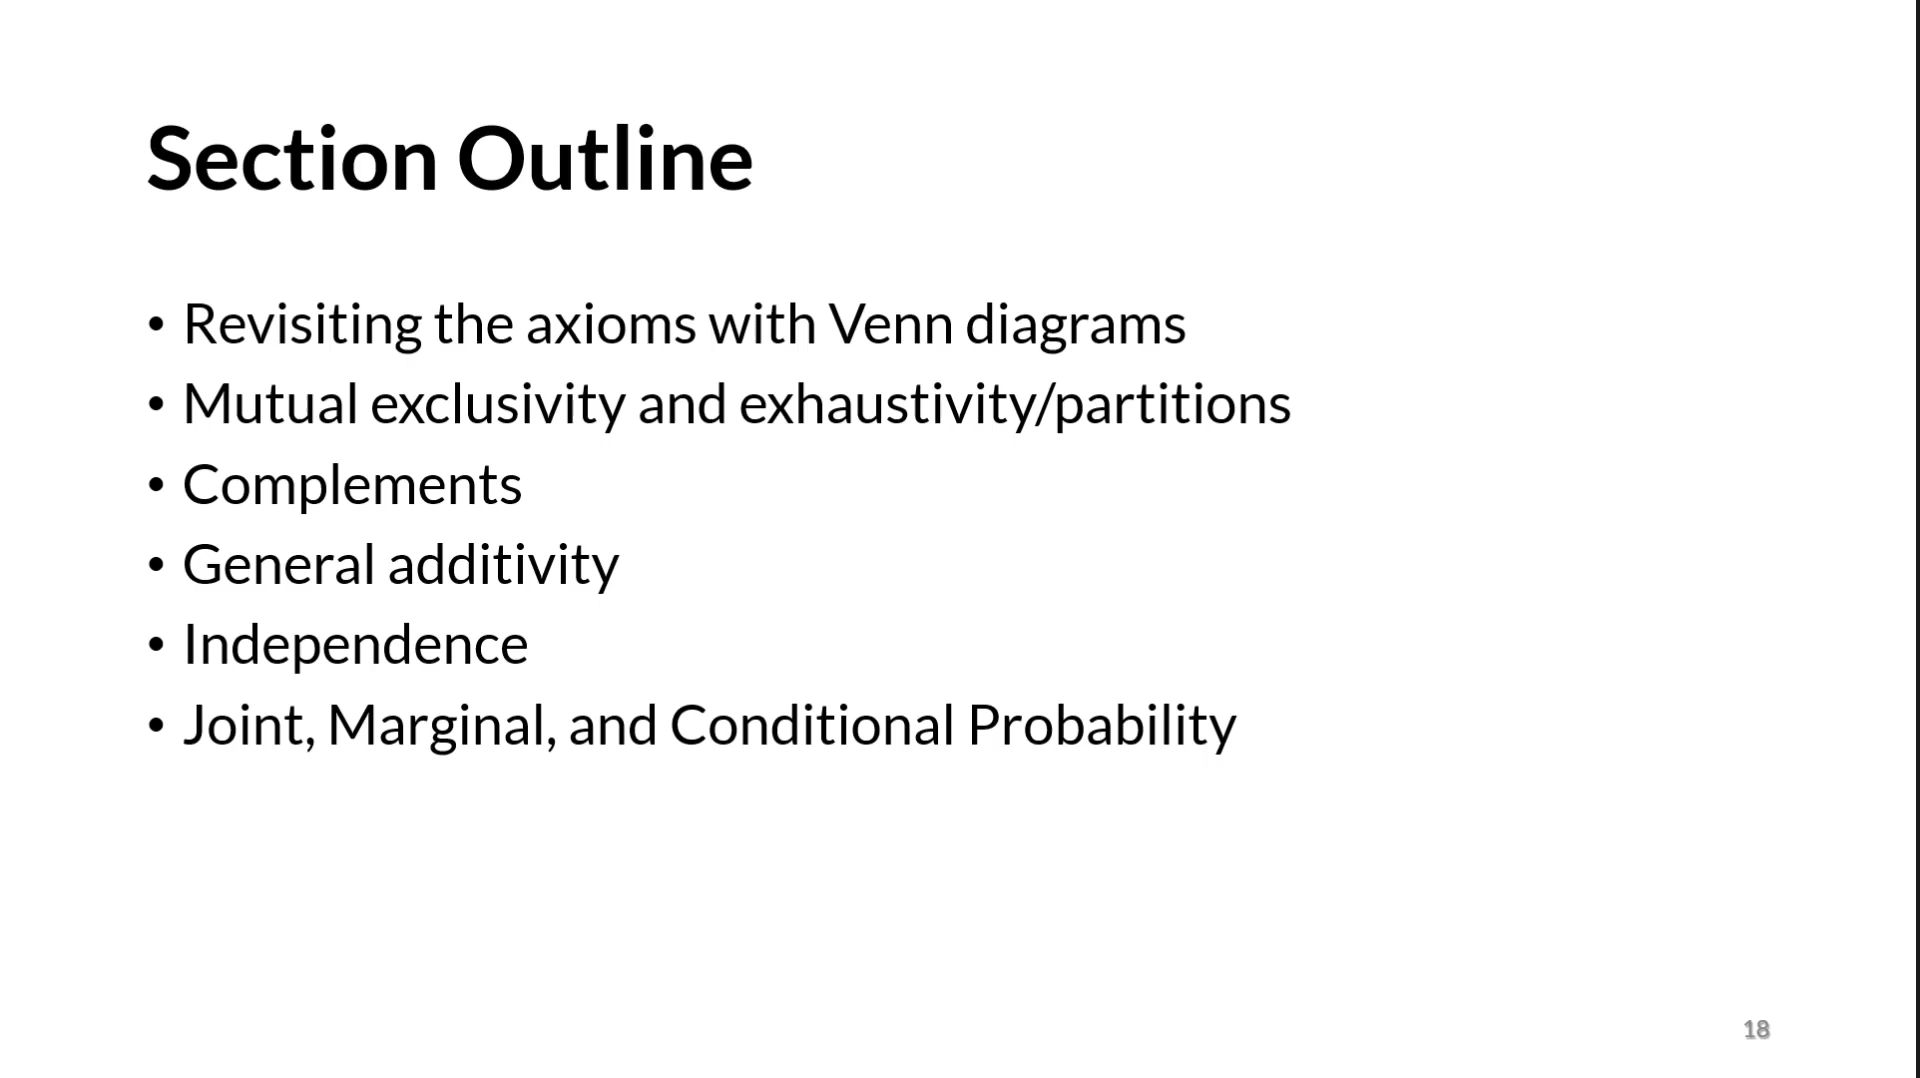 Section Outline
• Revisiting the axioms with Venn diagrams
• Mutual exclusivity and exhaustivity/partitions
• Complements
• General additivity
• Independence
• Joint, Marginal, and Conditional Probability
18